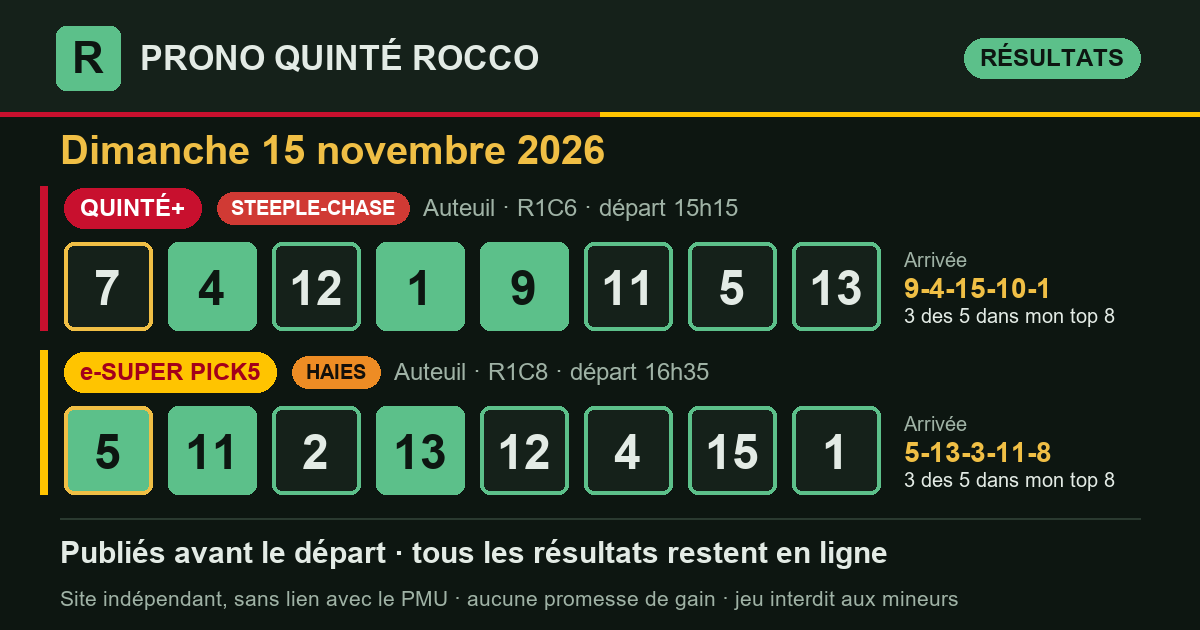 R PRONO QUINTÉ ROCCO RÉSULTATS
Dimanche 15 novembre 2026
QUINTÉ+ STEEPLE-CHASE Auteuil · R1C6 · départ 15h15
7 4 12 1 9 11 5 13
Arrivée
9-4-15-10-1
3 des 5 dans mon top 8
e-SUPER PICK5 HAIES Auteuil · R1C8 · départ 16h35
5 11 2 13 12 4 15 1
Arrivée
5-13-3-11-8
3 des 5 dans mon top 8
Publiés avant le départ · tous les résultats restent en ligne
Site indépendant, sans lien avec le PMU · aucune promesse de gain · jeu interdit aux mineurs